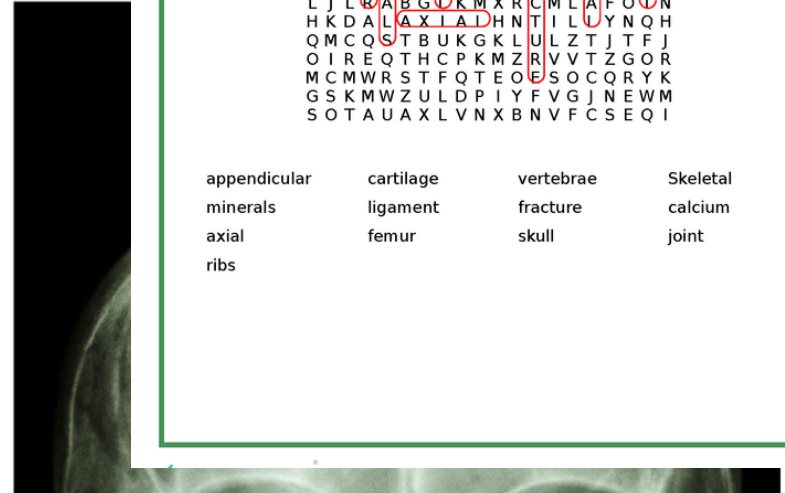 L J L R A B G K M X R C M L A F O N
H K D A L A X I A L H N T I L L Y N Q H
Q M C Q S T B U K G K L U L Z T J T F J
O I R E Q T H C P K M Z R V V T Z G O R
M C M W R S T F Q T E O E S O C Q R Y K
G S K M W Z U L D P I Y F V G J N E W M
S O T A U A X L V N X B N V F C S E Q I
appendicular cartilage vertebrae Skeletal
minerals ligament fracture calcium
axial femur skull joint
ribs